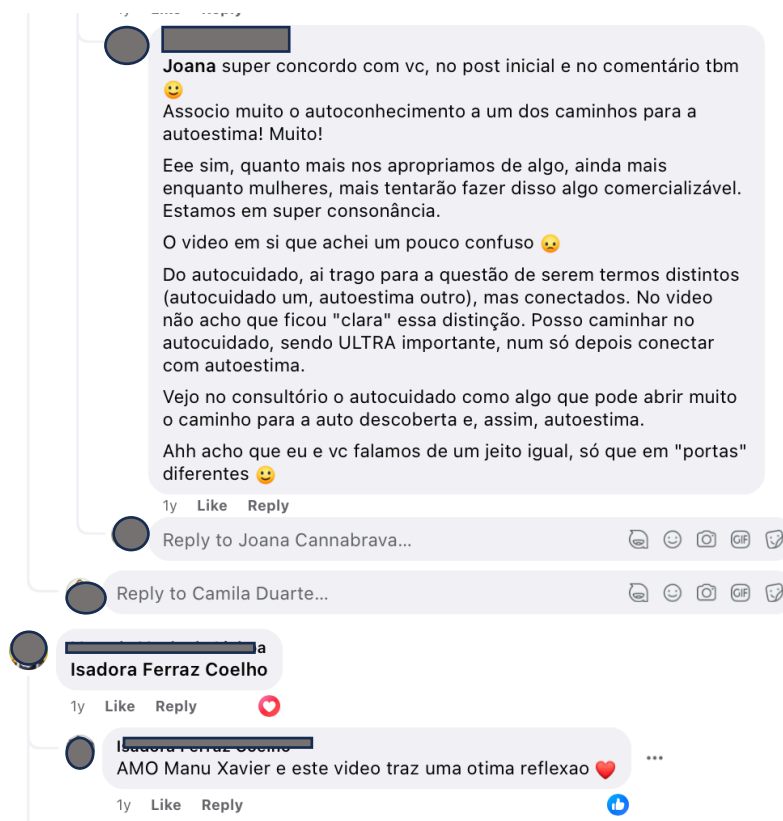 Joana super concordo com vc, no post inicial e no comentário tbm
🙂
Associo muito o autoconhecimento a um dos caminhos para a
autoestima! Muito!
Eee sim, quanto mais nos apropriamos de algo, ainda mais
enquanto mulheres, mais tentarão fazer disso algo comercializável.
Estamos em super consonância.
O video em si que achei um pouco confuso 😞
Do autocuidado, ai trago para a questão de serem termos distintos
(autocuidado um, autoestima outro), mas conectados. No video
não acho que ficou "clara" essa distinção. Posso caminhar no
autocuidado, sendo ULTRA importante, num só depois conectar
com autoestima.
Vejo no consultório o autocuidado como algo que pode abrir muito
o caminho para a auto descoberta e, assim, autoestima.
Ahh acho que eu e vc falamos de um jeito igual, só que em "portas"
diferentes 🙂
1y Like Reply
Reply to Joana Cannabrava...
GIF
Reply to Camila Duarte...
GIF
Isadora Ferraz Coelho
1y Like Reply
AMO Manu Xavier e este video traz uma otima reflexao ❤️
1y Like Reply